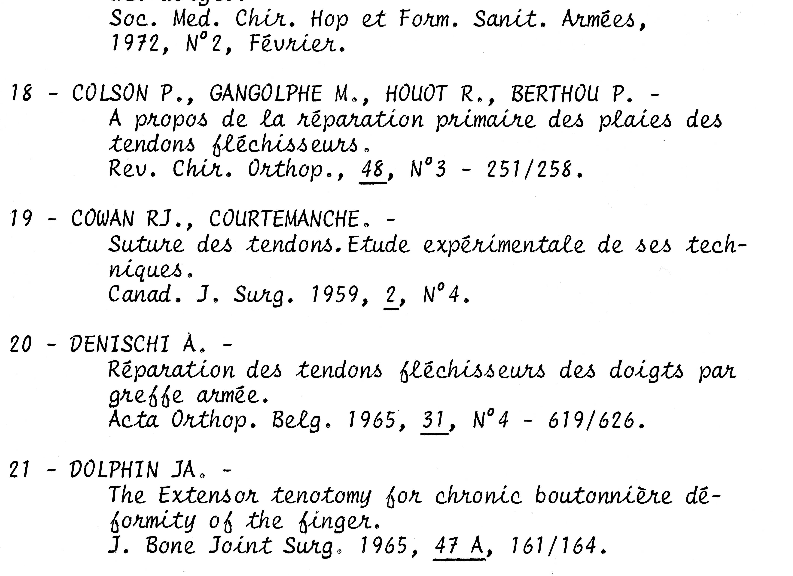 Soc. Med. Chir. Hop et Form. Sanit. Armées,
1972, N°2, Février.
18 - COLSON P., GANGOLPHE M., HOUOT R., BERTHOU P. -
A propos de la réparation primaire des plaies des
tendons fléchisseurs.
Rev. Chir. Orthop., 48, N°3 - 251/258.
19 - COWAN RJ., COURTEMANCHE. -
Suture des tendons. Etude expérimentale de ses tech-
niques.
Canad. J. Surg. 1959, 2, N°4.
20 - DENISCHI A. -
Réparation des tendons fléchisseurs des doigts par
greffe armée.
Acta Orthop. Belg. 1965, 31, N°4 - 619/626.
21 - DOLPHIN JA. -
The Extensor tenotomy for chronic boutonnière dé-
formity of the finger.
J. Bone Joint Surg. 1965, 47 A, 161/164.